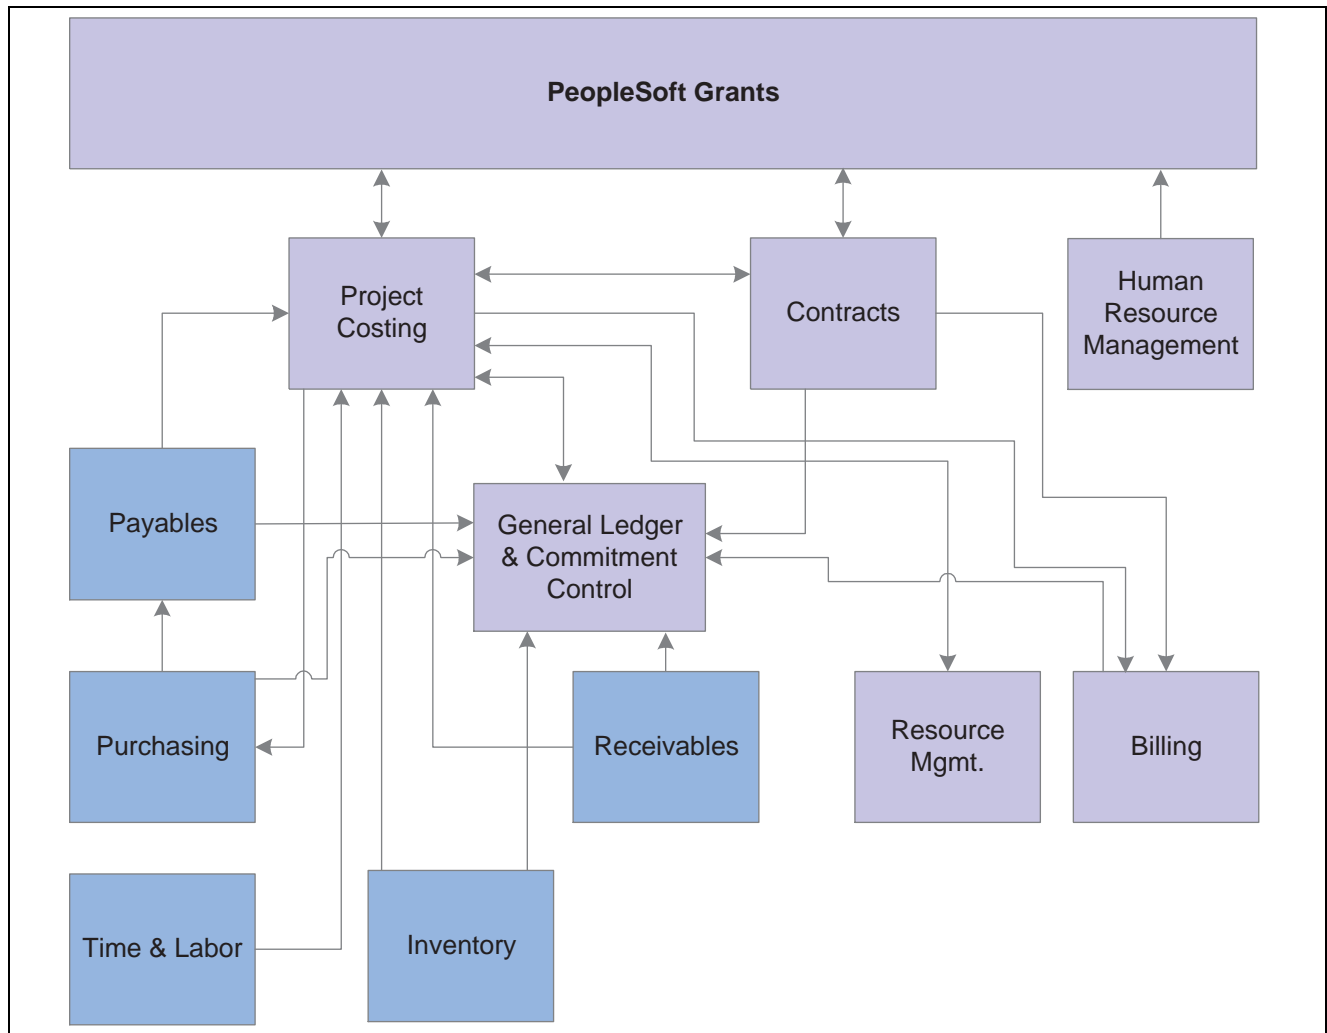 PeopleSoft Grants
Project
Costing
Contracts
Human
Resource
Management
Payables
General Ledger
& Commitment
Control
Purchasing
Receivables
Resource
Mgmt.
Billing
Time & Labor
Inventory